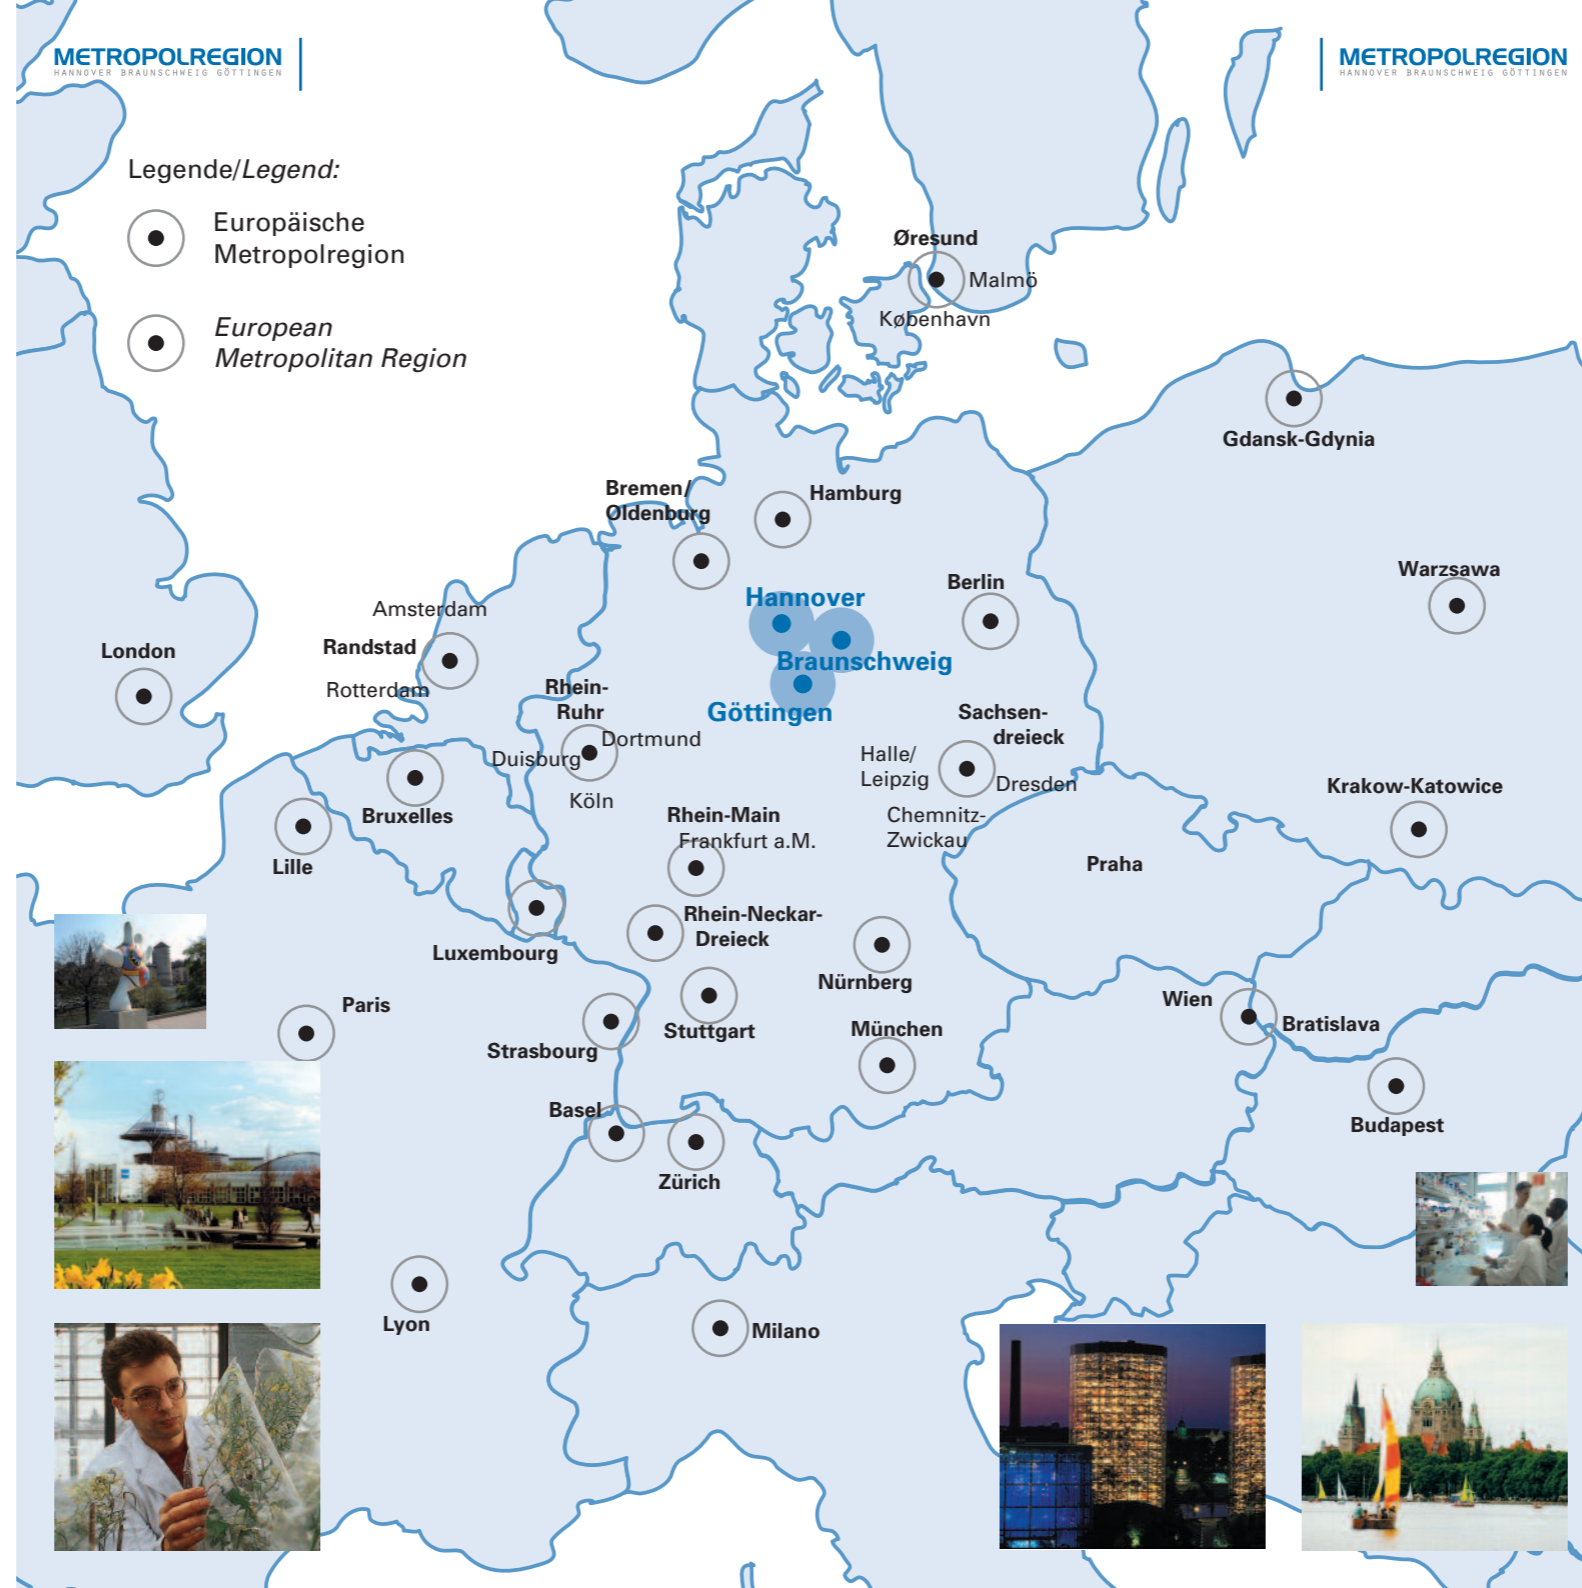 METROPOLREGION
HANNOVER BRAUNSCHWEIG GÖTTINGEN
METROPOLREGION
HANNOVER BRAUNSCHWEIG GÖTTINGEN
Legende/Legend:
Europäische
Metropolregion
European
Metropolitan Region
Øresund
Malmö
København
Gdansk-Gdynia
Bremen/
Oldenburg
Hamburg
Warzsawa
Berlin
Hannover
Braunschweig
Göttingen
Amsterdam
Randstad
Rotterdam
London
Rhein-
Ruhr
Dortmund
Duisburg
Köln
Sachsen-
dreieck
Halle/
Leipzig
Dresden
Chemnitz-
Zwickau
Krakow-Katowice
Bruxelles
Lille
Rhein-Main
Frankfurt a.M.
Praha
Luxembourg
Rhein-Neckar-
Dreieck
Nürnberg
Paris
Strasbourg
Stuttgart
München
Wien
Bratislava
Budapest
Basel
Zürich
Lyon
Milano